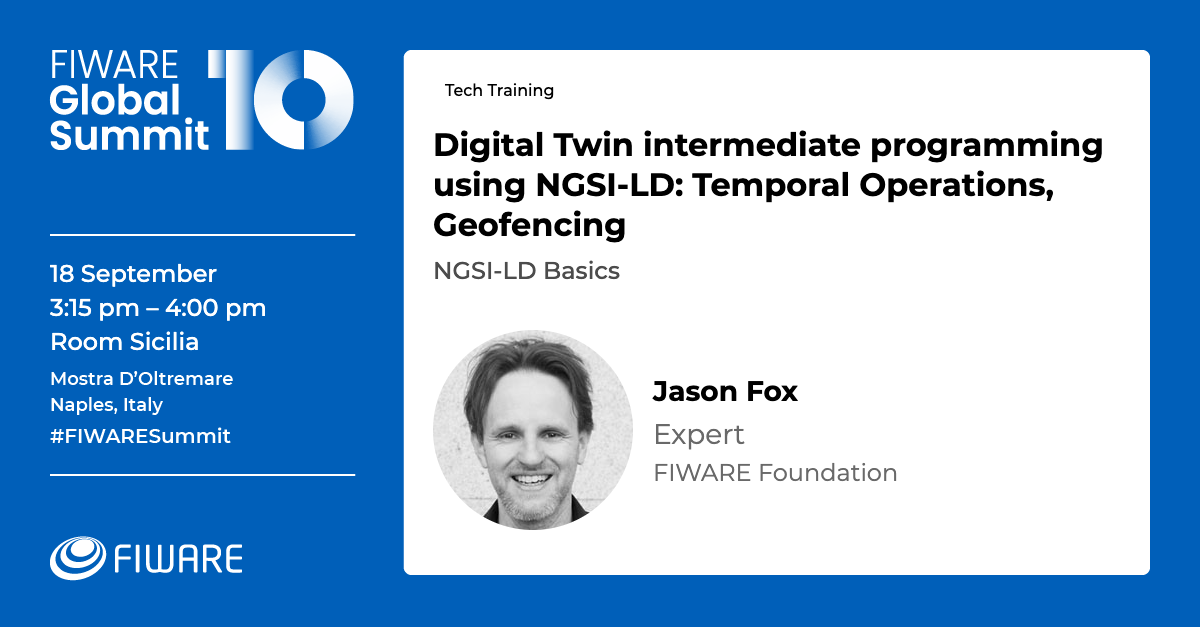 FIWARE
Global
Summit
10
18 September
3:15 pm – 4:00 pm
Room Sicilia
Mostra D’Oltremare
Naples, Italy
#FIWARESummit
FIWARE
Tech Training
Digital Twin intermediate programming
using NGSI-LD: Temporal Operations,
Geofencing
NGSI-LD Basics
Jason Fox
Expert
FIWARE Foundation